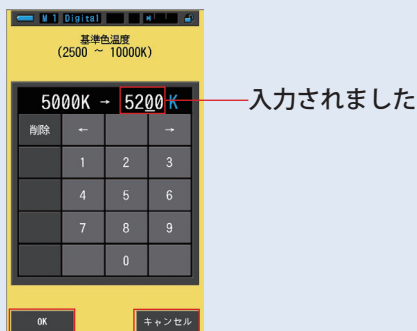 M 1 Digital
基準色温度
(2500 ~ 10000K)
5000K → 5200 K
入力されました
削除 ← →
1 2 3
4 5 6
7 8 9
0
OK キャンセル